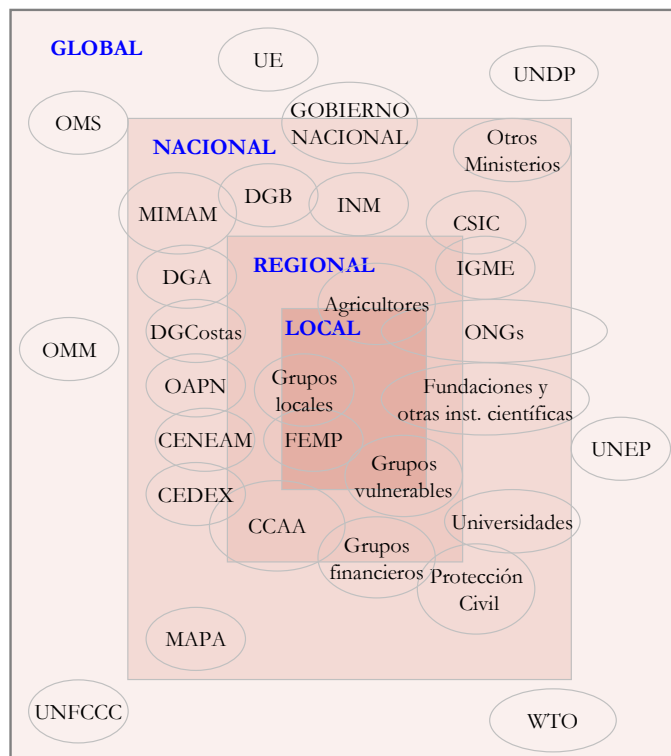 GLOBAL
UE
UNDP
OMS
GOBIERNO
NACIONAL
NACIONAL
Otros
Ministerios
DGB
MIMAM
INM
CSIC
REGIONAL
IGME
DGA
Agricultores
LOCAL
DGCostas
ONGs
OMM
Grupos
locales
OAPN
Fundaciones y
otras inst. científicas
CENEAM
FEMP
UNEP
Grupos
vulnerables
CEDEX
CCAA
Universidades
Grupos
financieros
Protección
Civil
MAPA
UNFCCC
WTO